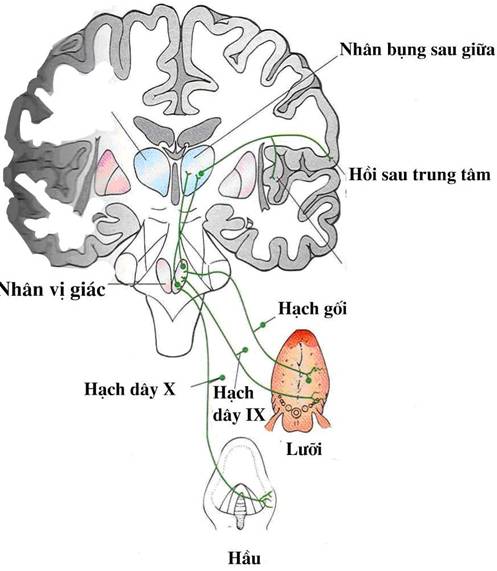 Nhân bụng sau giữa
Hồi sau trung tâm
Nhân vị giác
Hạch gối
Hạch dây X
Hạch
dây IX
Lưỡi
Hầu